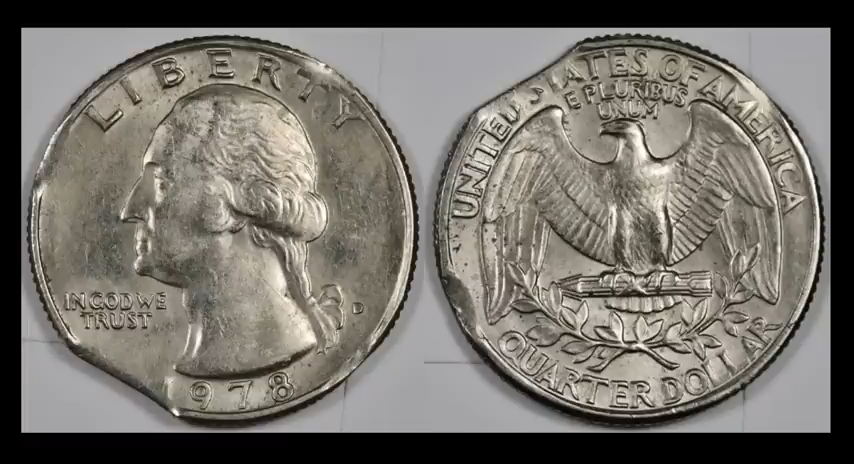 LIBERTY
IN GOD WE
TRUST
D
1978
UNITED STATES OF AMERICA
E PLURIBUS
UNUM
QUARTER DOLLAR